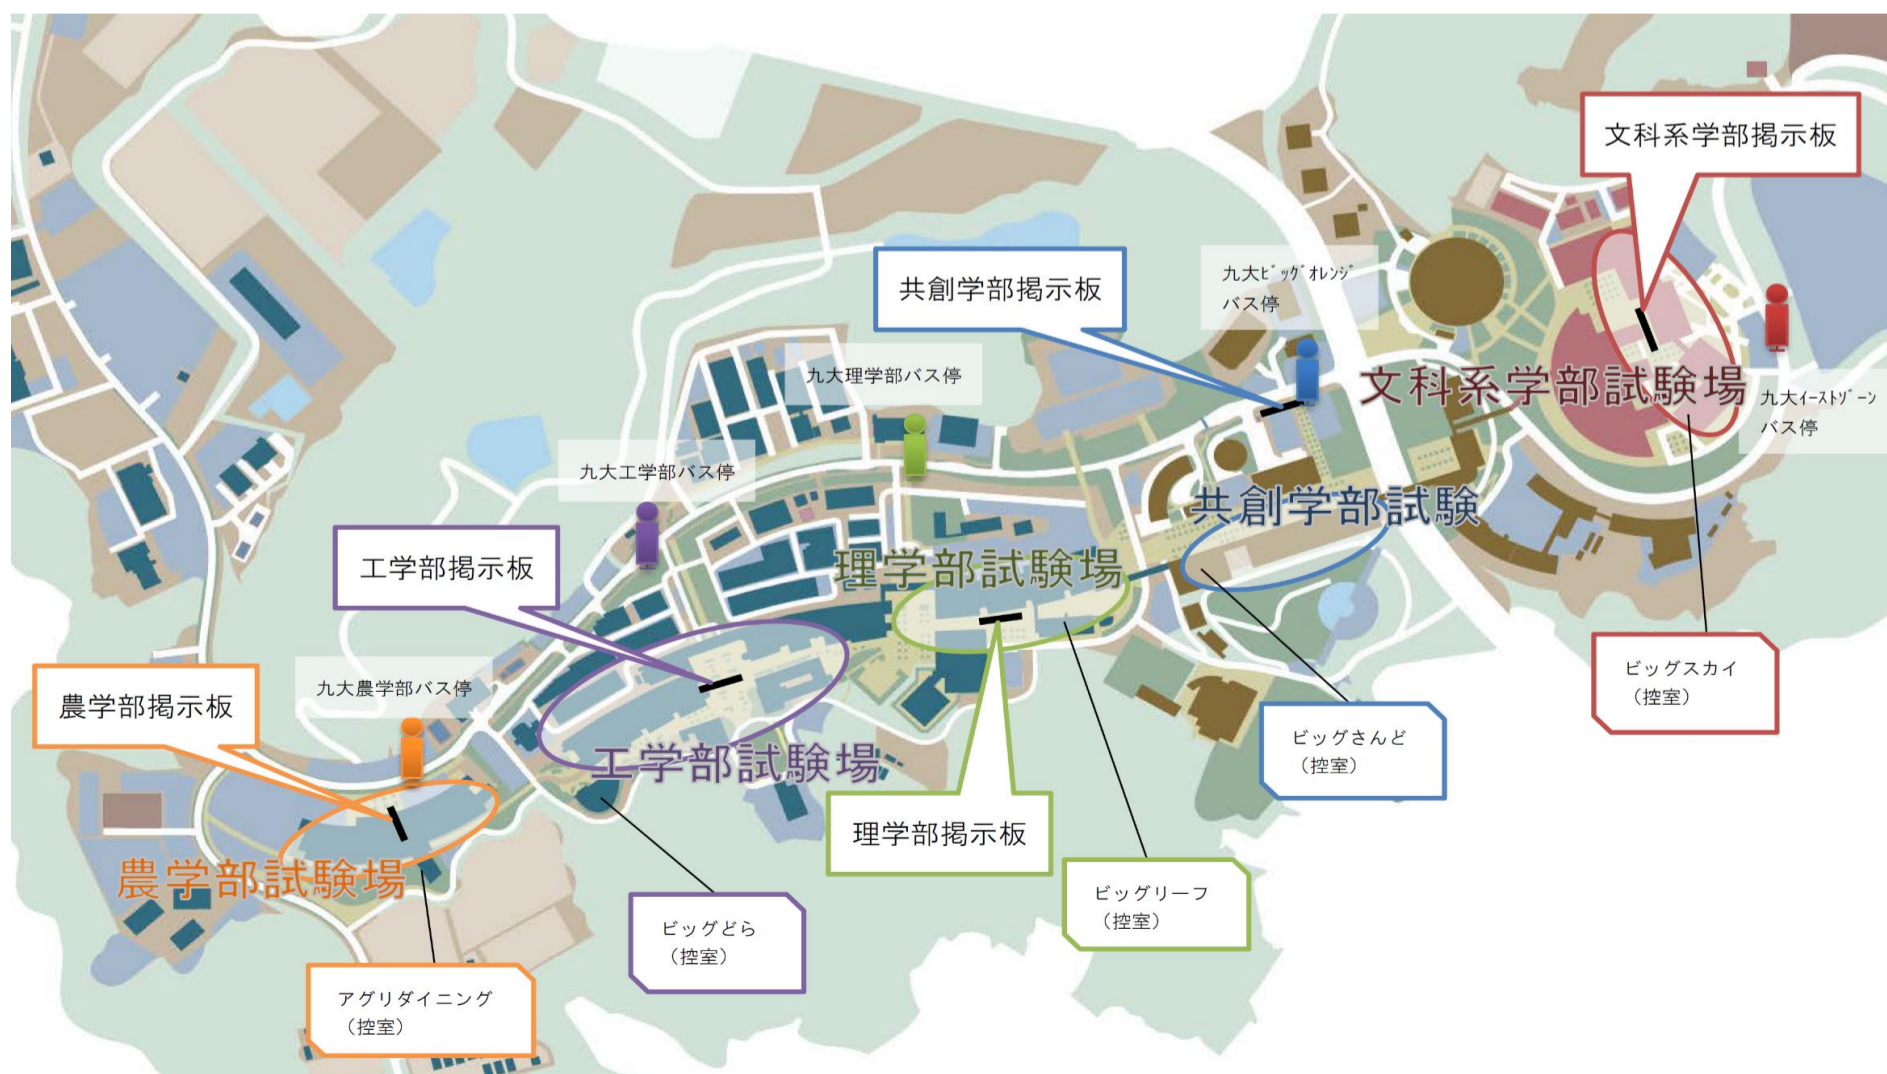 文科系学部掲示板
共創学部掲示板
九大ﾋﾞｯｸﾞｵﾚﾝｼﾞ
バス停
九大理学部バス停
文科系学部試験場
九大ｲｰｽﾄｿﾞｰﾝ
バス停
九大工学部バス停
共創学部試験
工学部掲示板
理学部試験場
九大農学部バス停
農学部掲示板
ビッグスカイ
（控室）
ビッグさんど
（控室）
工学部試験場
理学部掲示板
農学部試験場
ビッグリーフ
（控室）
ビッグどら
（控室）
アグリダイニング
（控室）